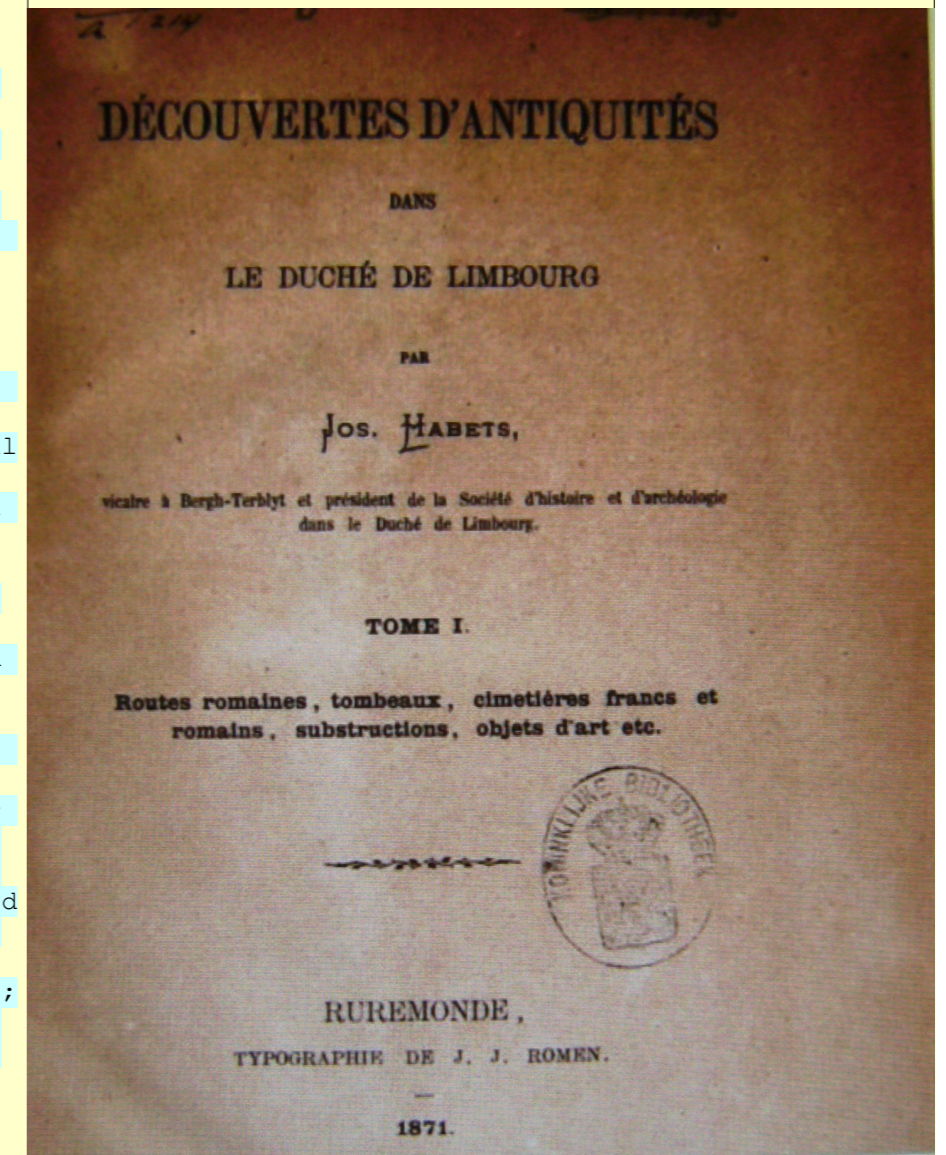 DÉCOUVERTES D'ANTIQUITÉS
DANS
LE DUCHÉ DE LIMBOURG
PAR
Jos. Habets,
vicaire à Bergh-Terblyt et président de la Société d'histoire et d'archéologie
dans le Duché de Limbourg.
TOME I.
Routes romaines, tombeaux, cimetières francs et
romains, substructions, objets d'art etc.
KONINKLIJKE BIBLIOTHEEK
RUREMONDE,
TYPOGRAPHIE DE J. J. ROMEN.
1871.